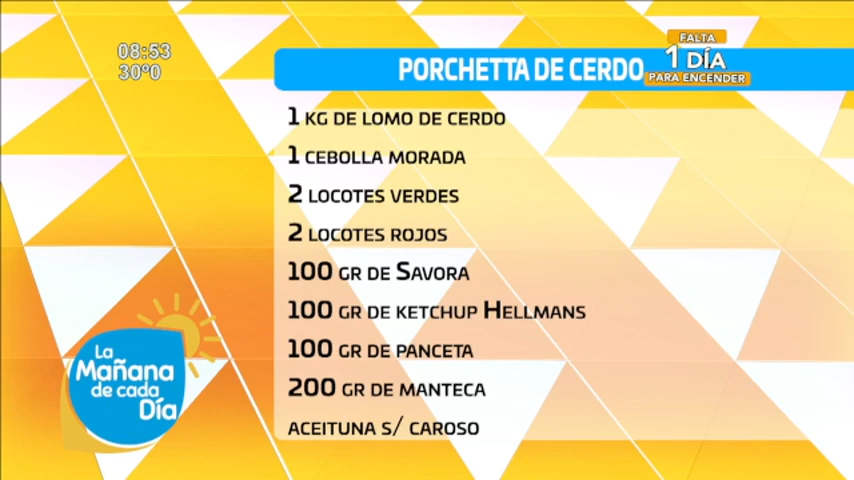 08:53
30º0
PORCHETTA DE CERDO
FALTA
1 DÍA
PARA ENCENDER
1 KG DE LOMO DE CERDO
1 CEBOLLA MORADA
2 LOCOTES VERDES
2 LOCOTES ROJOS
100 GR DE SAVORA
100 GR DE KETCHUP HELLMANS
100 GR DE PANCETA
200 GR DE MANTECA
ACEITUNA S/ CAROSO
La
Mañana
de cada
Día